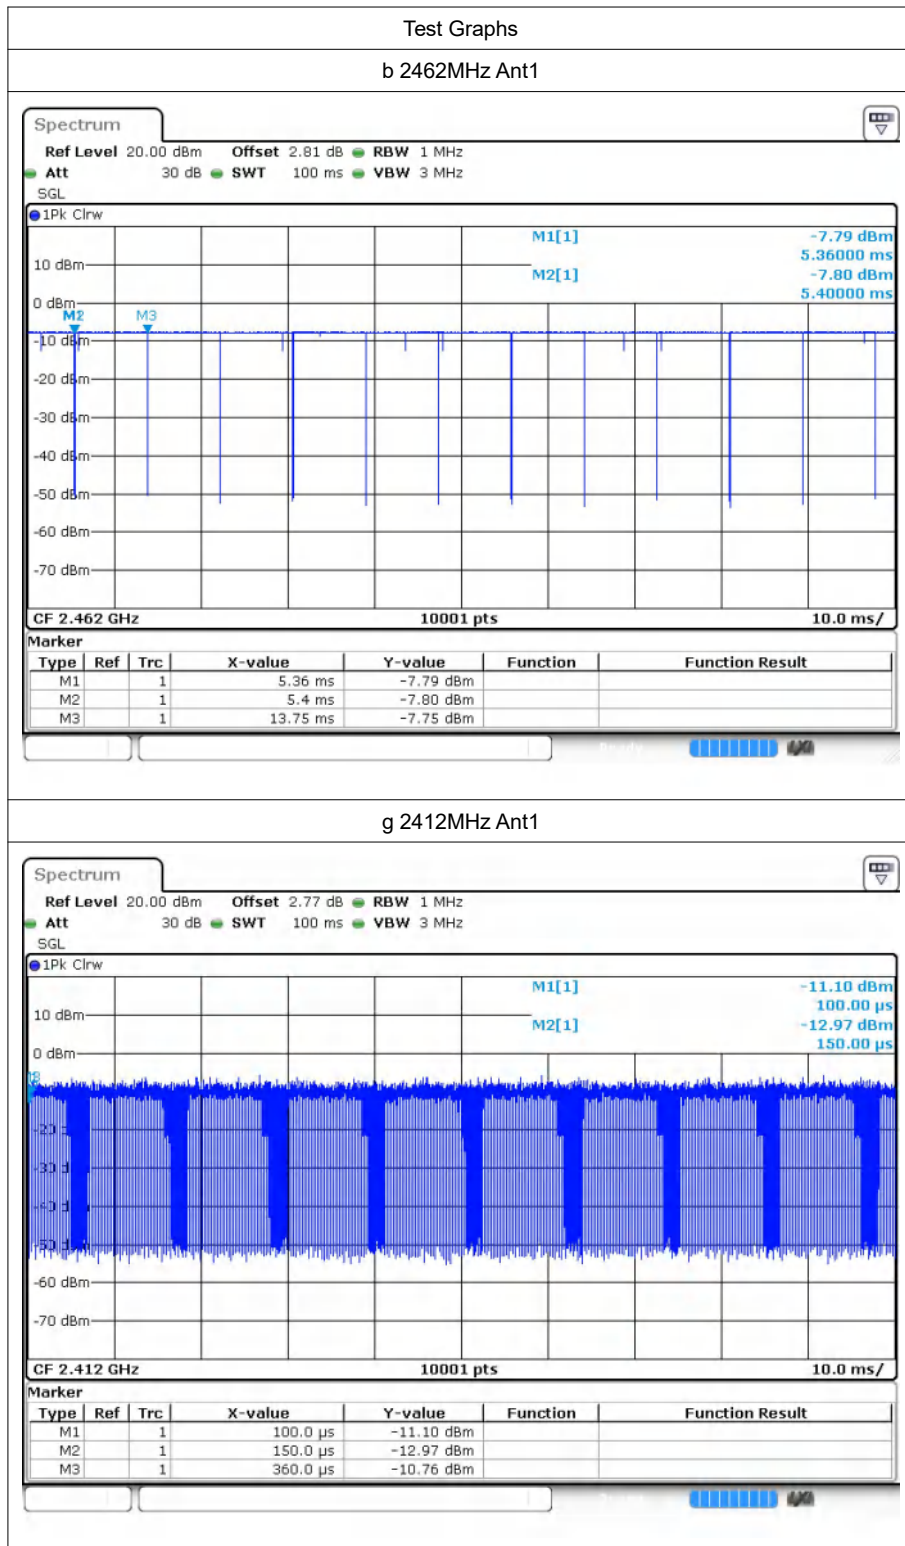 Test Graphs
b 2462MHz Ant1
Spectrum
Ref Level 20.00 dBm Offset 2.81 dB RBW 1 MHz
Att 30 dB SWT 100 ms VBW 3 MHz
SGL
1Pk Clrw
M1[1] -7.79 dBm
5.36000 ms
10 dBm
M2[1] -7.80 dBm
5.40000 ms
0 dBm
M2 M3
-10 dBm
-20 dBm
-30 dBm
-40 dBm
-50 dBm
-60 dBm
-70 dBm
CF 2.462 GHz 10001 pts 10.0 ms/
Marker
Type Ref Trc X-value Y-value Function Function Result
M1 1 5.36 ms -7.79 dBm
M2 1 5.4 ms -7.80 dBm
M3 1 13.75 ms -7.75 dBm
g 2412MHz Ant1
Spectrum
Ref Level 20.00 dBm Offset 2.77 dB RBW 1 MHz
Att 30 dB SWT 100 ms VBW 3 MHz
SGL
1Pk Clrw
M1[1] -11.10 dBm
100.00 µs
10 dBm
M2[1] -12.97 dBm
150.00 µs
0 dBm
-60 dBm
-70 dBm
CF 2.412 GHz 10001 pts 10.0 ms/
Marker
Type Ref Trc X-value Y-value Function Function Result
M1 1 100.0 µs -11.10 dBm
M2 1 150.0 µs -12.97 dBm
M3 1 360.0 µs -10.76 dBm